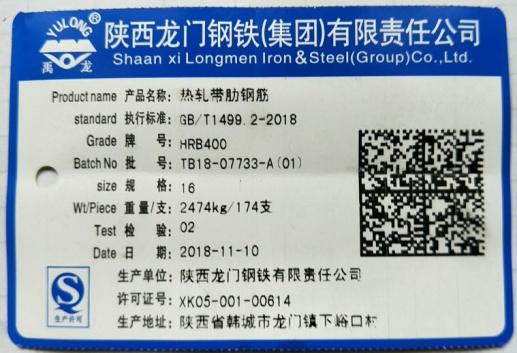 YULONG
禹 龙
陕西龙门钢铁(集团)有限责任公司
Shaan xi Longmen Iron & Steel(Group)Co.,Ltd.
Product name 产品名称: 热轧带肋钢筋
standard 执行标准: GB/T1499.2-2018
Grade 牌 号: HRB400
Batch No 批 号: TB18-07733-A(01)
size 规 格: 16
Wt/Piece 重量/支: 2474kg/174支
Test 检 验: 02
Date 日 期: 2018-11-10
生产单位: 陕西龙门钢铁有限责任公司
许可证号: XK05-001-00614
生产地址: 陕西省韩城市龙门镇下峪口村
生产许可